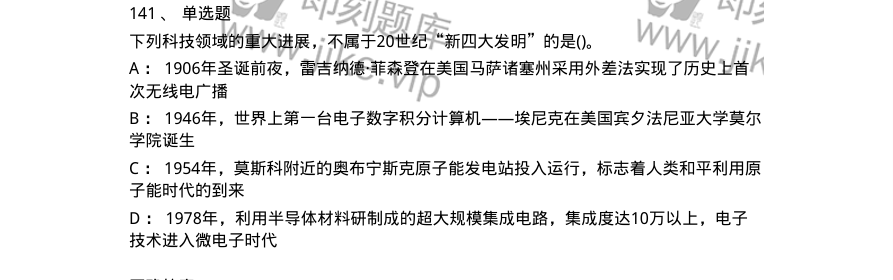 141 、 单选题
即刻题库
下列科技领域的重大进展，不属于20世纪“新四大发明”的是()。
www.jike.vip
www.jik
A： 1906年圣诞前夜，雷吉纳德·菲森登在美国马萨诸塞州采用外差法实现了历史上首
次无线电广播
B： 1946年，世界上第一台电子数字积分计算机——埃尼克在美国宾夕法尼亚大学莫尔
学院诞生
C： 1954年，莫斯科附近的奥布宁斯克原子能发电站投入运行，标志着人类和平利用原
子能时代的到来
D： 1978年，利用半导体材料研制成的超大规模集成电路，集成度达10万以上，电子
技术进入微电子时代